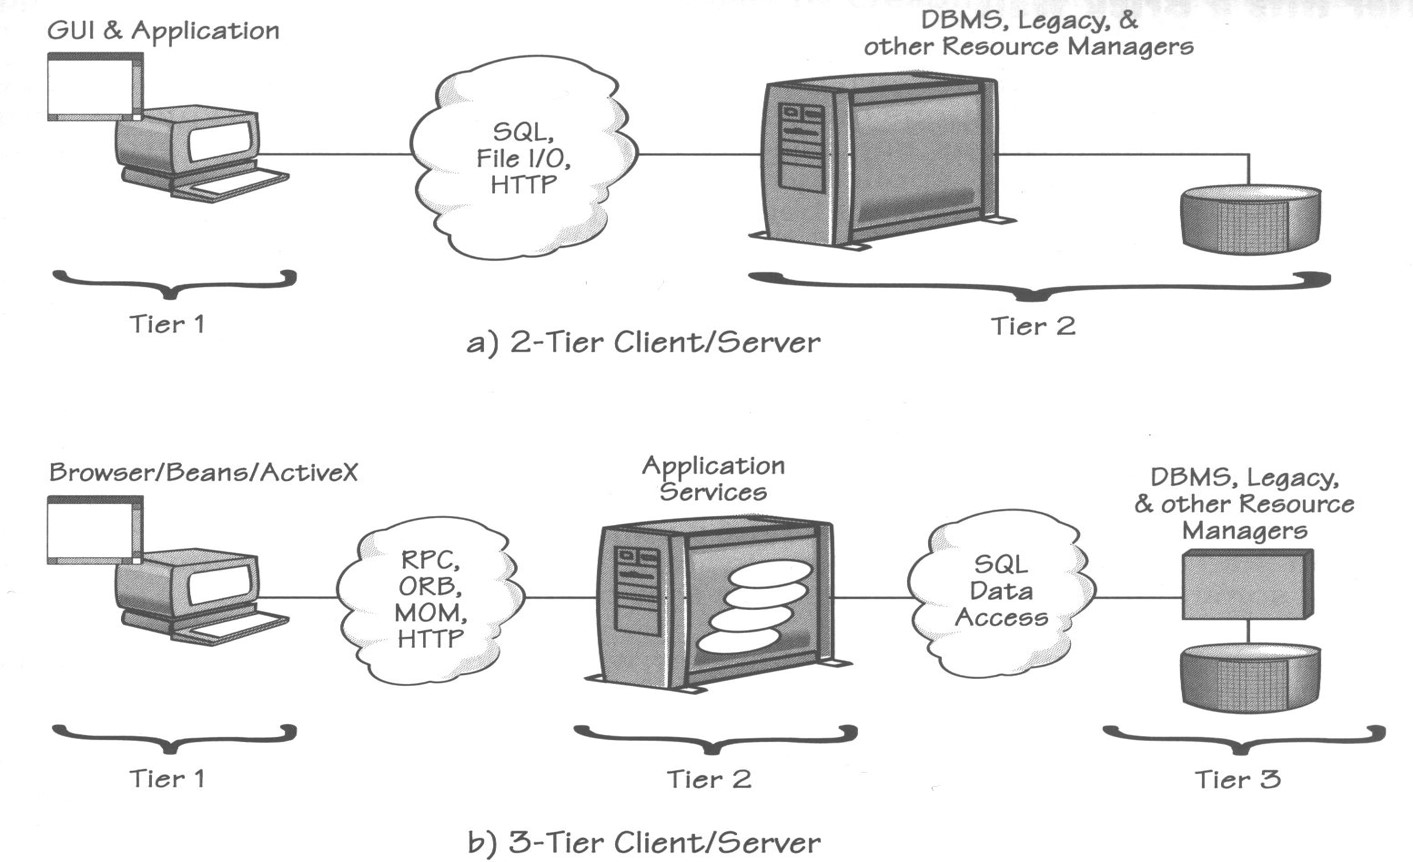 GUI & Application
DBMS, Legacy, &
other Resource Managers
SQL,
File I/O,
HTTP
Tier 1
Tier 2
a) 2-Tier Client/Server
Browser/Beans/ActiveX
Application
Services
DBMS, Legacy,
& other Resource
Managers
RPC,
ORB,
MOM,
HTTP
SQL
Data
Access
Tier 1
Tier 2
Tier 3
b) 3-Tier Client/Server